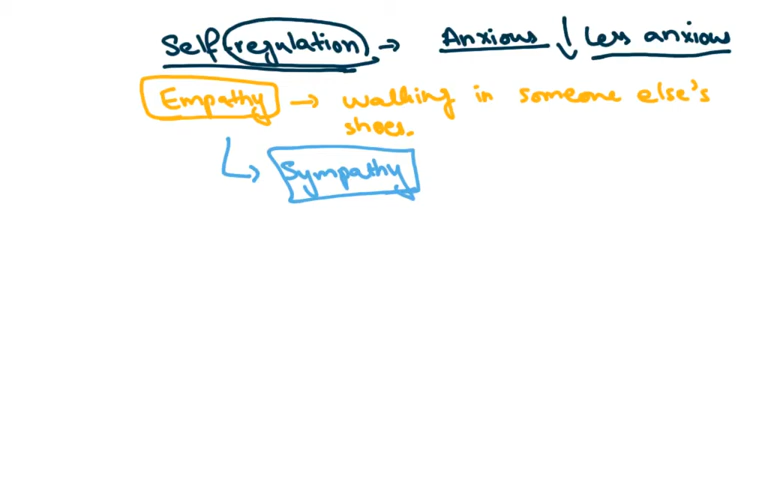 Self regulation → Anxious ↓ Less anxious
Empathy → walking in someone else's
shoes.
Sympathy